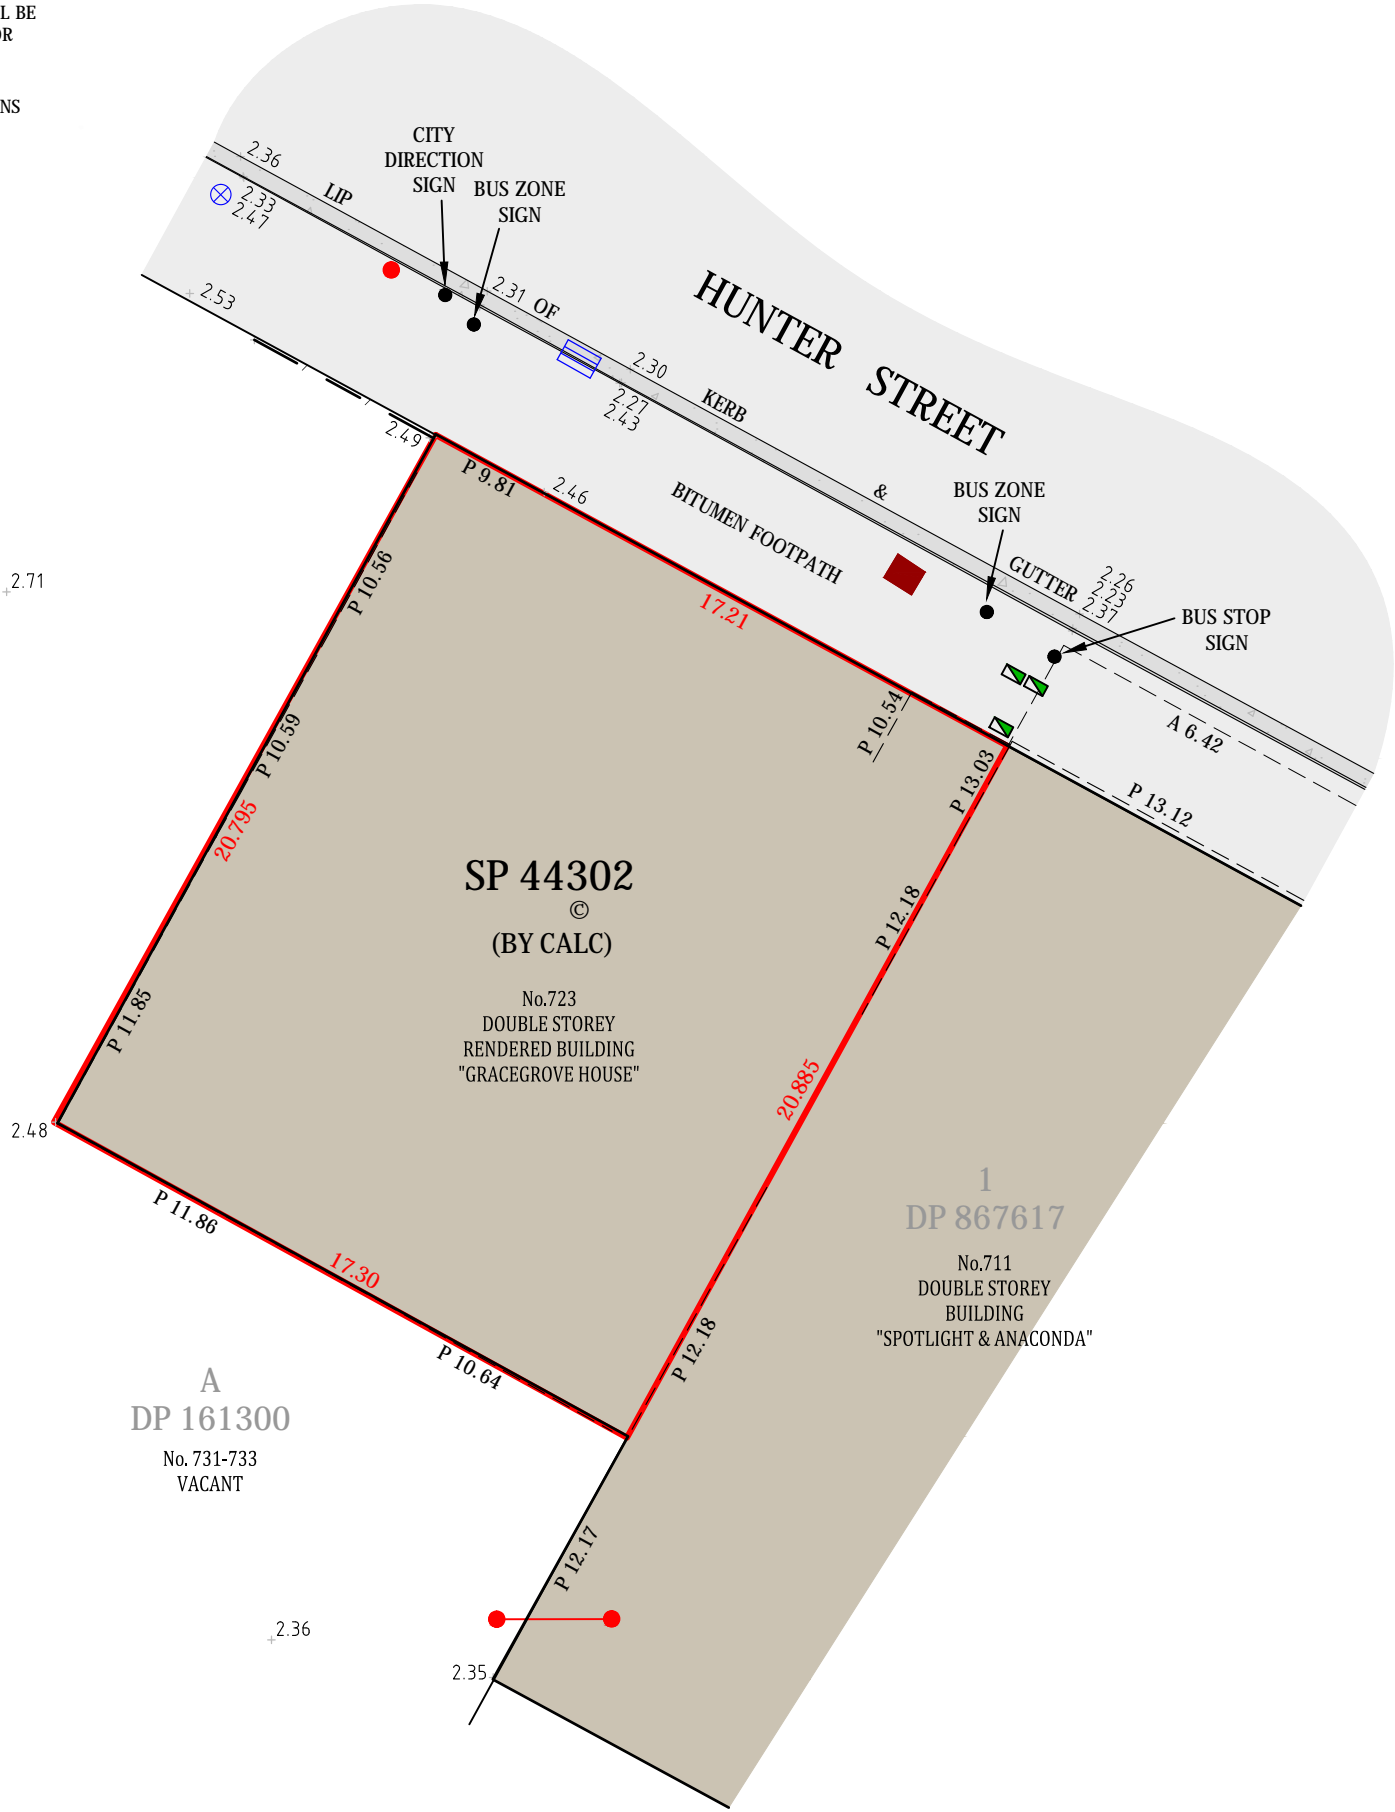 L BE
OR
NS
CITY
DIRECTION
SIGN
BUS ZONE
SIGN
2.36
LIP
2.33
2.47
2.53
2.31
OF
HUNTER STREET
2.30
KERB
2.27
2.43
2.49
P 9.81
2.46
BITUMEN FOOTPATH
&
BUS ZONE
SIGN
GUTTER
2.26
2.23
2.37
BUS STOP
SIGN
2.71
P 10.56
17.21
P 10.54
A 6.42
P 10.59
P 13.03
P 13.12
20.795
SP 44302
©
(BY CALC)
P 12.18
No.723
DOUBLE STOREY
RENDERED BUILDING
"GRACEGROVE HOUSE"
P 11.85
20.885
2.48
1
DP 867617
P 11.86
17.30
No.711
DOUBLE STOREY
BUILDING
"SPOTLIGHT & ANACONDA"
P 12.18
P 10.64
A
DP 161300
No. 731-733
VACANT
P 12.17
2.36
2.35